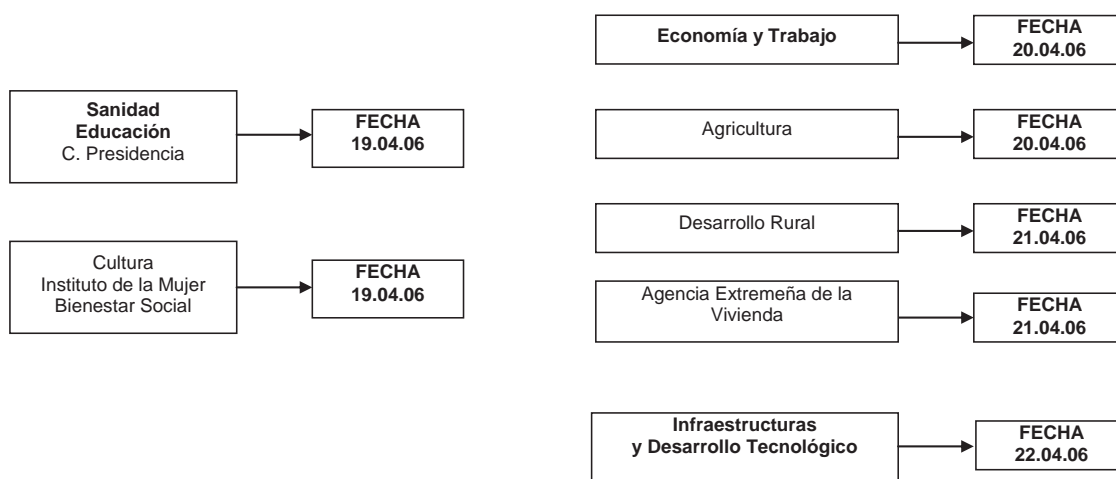 Sanidad
Educación
C. Presidencia
FECHA
19.04.06
Cultura
Instituto de la Mujer
Bienestar Social
FECHA
19.04.06
Economía y Trabajo
FECHA
20.04.06
Agricultura
FECHA
20.04.06
Desarrollo Rural
FECHA
21.04.06
Agencia Extremeña de la
Vivienda
FECHA
21.04.06
Infraestructuras
y Desarrollo Tecnológico
FECHA
22.04.06